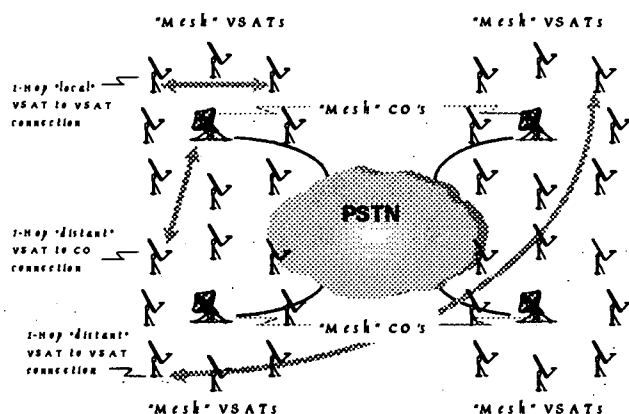 "Mesh" VSATs
"Mesh" VSATs
1-Hop "local"
VSAT to VSAT
connection
"Mesh" CO's
PSTN
1-Hop "distant"
VSAT to CO
connection
"Mesh" CO's
1-Hop "distant"
VSAT to VSAT
connection
"Mesh" VSATs
"Mesh" VSATs